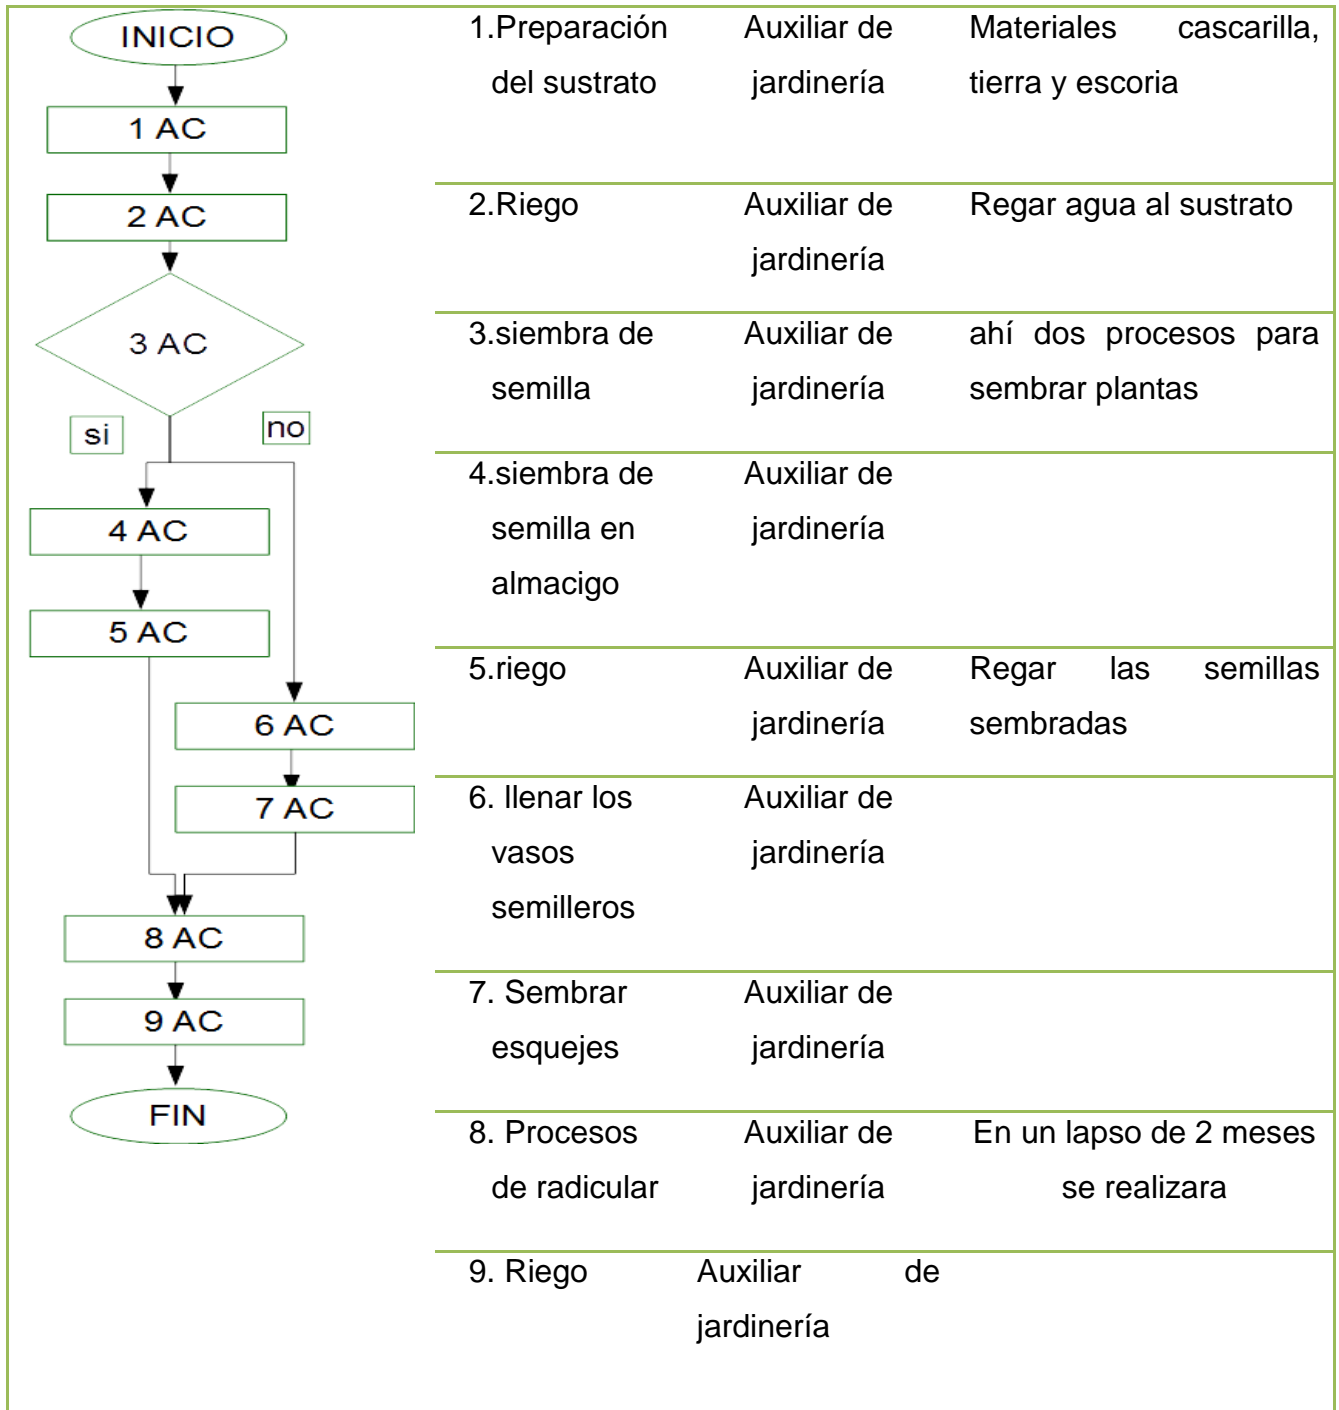 INICIO
1 AC
2 AC
3 AC
si
no
4 AC
5 AC
6 AC
7 AC
8 AC
9 AC
FIN
1.Preparación
del sustrato
Auxiliar de
jardinería
Materiales cascarilla,
tierra y escoria
2.Riego
Auxiliar de
jardinería
Regar agua al sustrato
3.siembra de
semilla
Auxiliar de
jardinería
ahí dos procesos para
sembrar plantas
4.siembra de
semilla en
almacigo
Auxiliar de
jardinería
5.riego
Auxiliar de
jardinería
Regar las semillas
sembradas
6. llenar los
vasos
semilleros
Auxiliar de
jardinería
7. Sembrar
esquejes
Auxiliar de
jardinería
8. Procesos
de radicular
Auxiliar de
jardinería
En un lapso de 2 meses
se realizara
9. Riego
Auxiliar de
jardinería